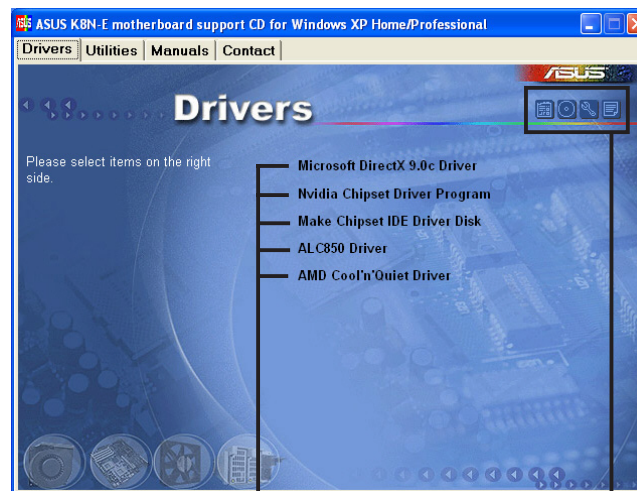 ASUS K8N-E motherboard support CD for Windows XP Home/Professional
Drivers Utilities Manuals Contact
ASUS
Drivers
Please select items on the right
side.
Microsoft DirectX 9.0c Driver
Nvidia Chipset Driver Program
Make Chipset IDE Driver Disk
ALC850 Driver
AMD Cool'n'Quiet Driver